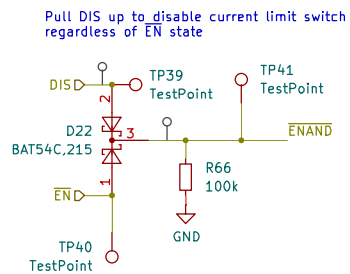 Pull DIS up to disable current limit switch
regardless of EN state
DIS
TP39
TestPoint
TP41
TestPoint
2
D22
BAT54C,215
3
ENAND
1
R66
100k
EN
GND
TP40
TestPoint